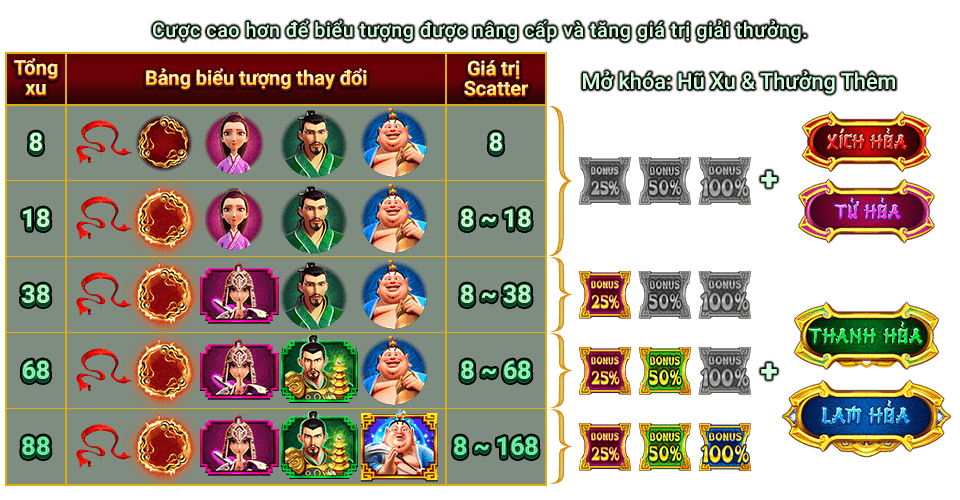 Cược cao hơn để biểu tượng được nâng cấp và tăng giá trị giải thưởng.
Tổng xu
Bảng biểu tượng thay đổi
Giá trị Scatter
Mở khóa: Hũ Xu & Thưởng Thêm
8
8
18
8 ~ 18
BONUS 25%
BONUS 50%
BONUS 100%
+
XÍCH HỎA
TỬ HỎA
38
8 ~ 38
BONUS 25%
BONUS 50%
BONUS 100%
68
8 ~ 68
BONUS 25%
BONUS 50%
BONUS 100%
+
THANH HỎA
LAM HỎA
88
8 ~ 168
BONUS 25%
BONUS 50%
BONUS 100%